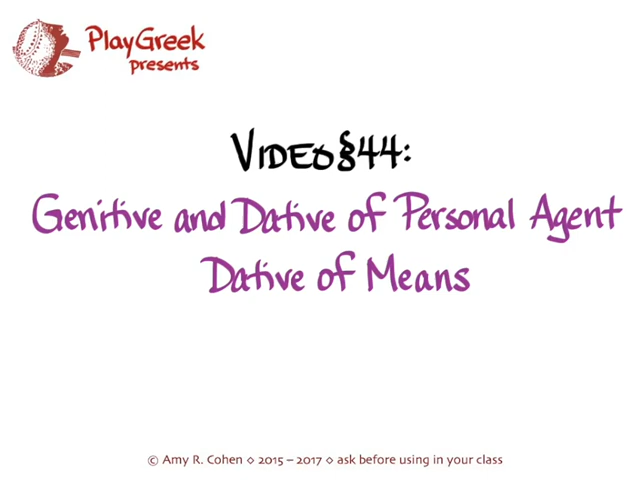 PlayGreek
presents
VIDEO §44:
Genitive and Dative of Personal Agent
Dative of Means
© Amy R. Cohen ◇ 2015 – 2017 ◇ ask before using in your class